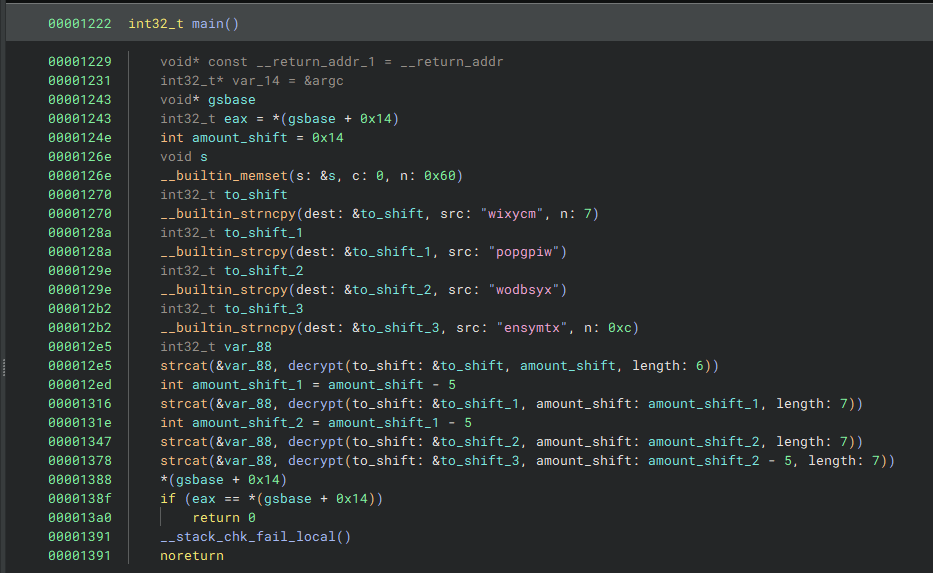 00001222 int32_t main()
00001229 void* const __return_addr_1 = __return_addr
00001231 int32_t* var_14 = &argc
00001243 void* gsbase
00001243 int32_t eax = *(gsbase + 0x14)
0000124e int amount_shift = 0x14
0000126e void s
0000126e __builtin_memset(s: &s, c: 0, n: 0x60)
00001270 int32_t to_shift
00001270 __builtin_strncpy(dest: &to_shift, src: "wixycm", n: 7)
0000128a int32_t to_shift_1
0000128a __builtin_strcpy(dest: &to_shift_1, src: "popgpiw")
0000129e int32_t to_shift_2
0000129e __builtin_strcpy(dest: &to_shift_2, src: "wodbsyx")
000012b2 int32_t to_shift_3
000012b2 __builtin_strncpy(dest: &to_shift_3, src: "ensymtx", n: 0xc)
000012e5 int32_t var_88
000012e5 strcat(&var_88, decrypt(to_shift: &to_shift, amount_shift, length: 6))
000012ed int amount_shift_1 = amount_shift - 5
00001316 strcat(&var_88, decrypt(to_shift: &to_shift_1, amount_shift: amount_shift_1, length: 7))
0000131e int amount_shift_2 = amount_shift_1 - 5
00001347 strcat(&var_88, decrypt(to_shift: &to_shift_2, amount_shift: amount_shift_2, length: 7))
00001378 strcat(&var_88, decrypt(to_shift: &to_shift_3, amount_shift: amount_shift_2 - 5, length: 7))
00001388 *(gsbase + 0x14)
0000138f if (eax == *(gsbase + 0x14))
000013a0 return 0
00001391 __stack_chk_fail_local()
00001391 noreturn